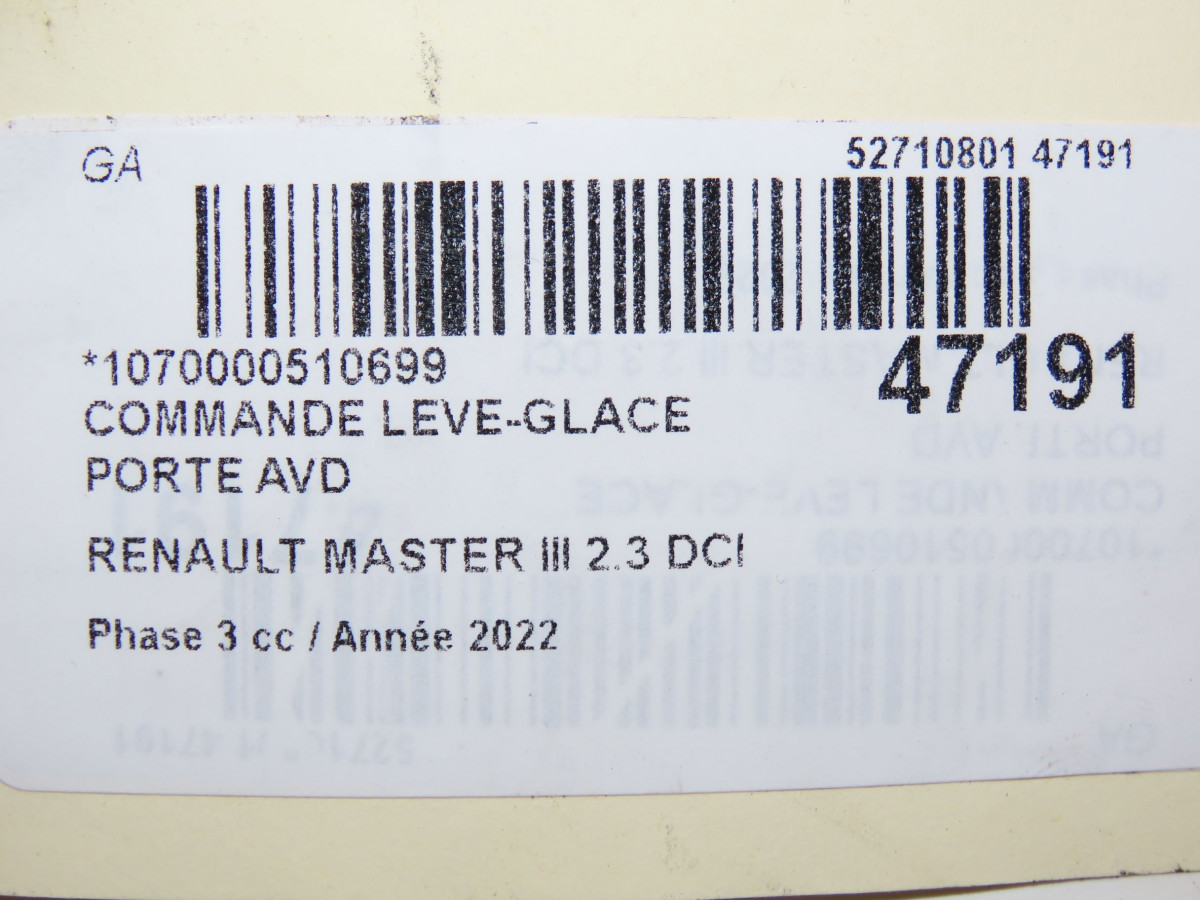 GA
52710801 47191
*1070000510699
47191
COMMANDE LEVE-GLACE
PORTE AVD
RENAULT MASTER III 2.3 DCI
Phase 3 cc / Année 2022